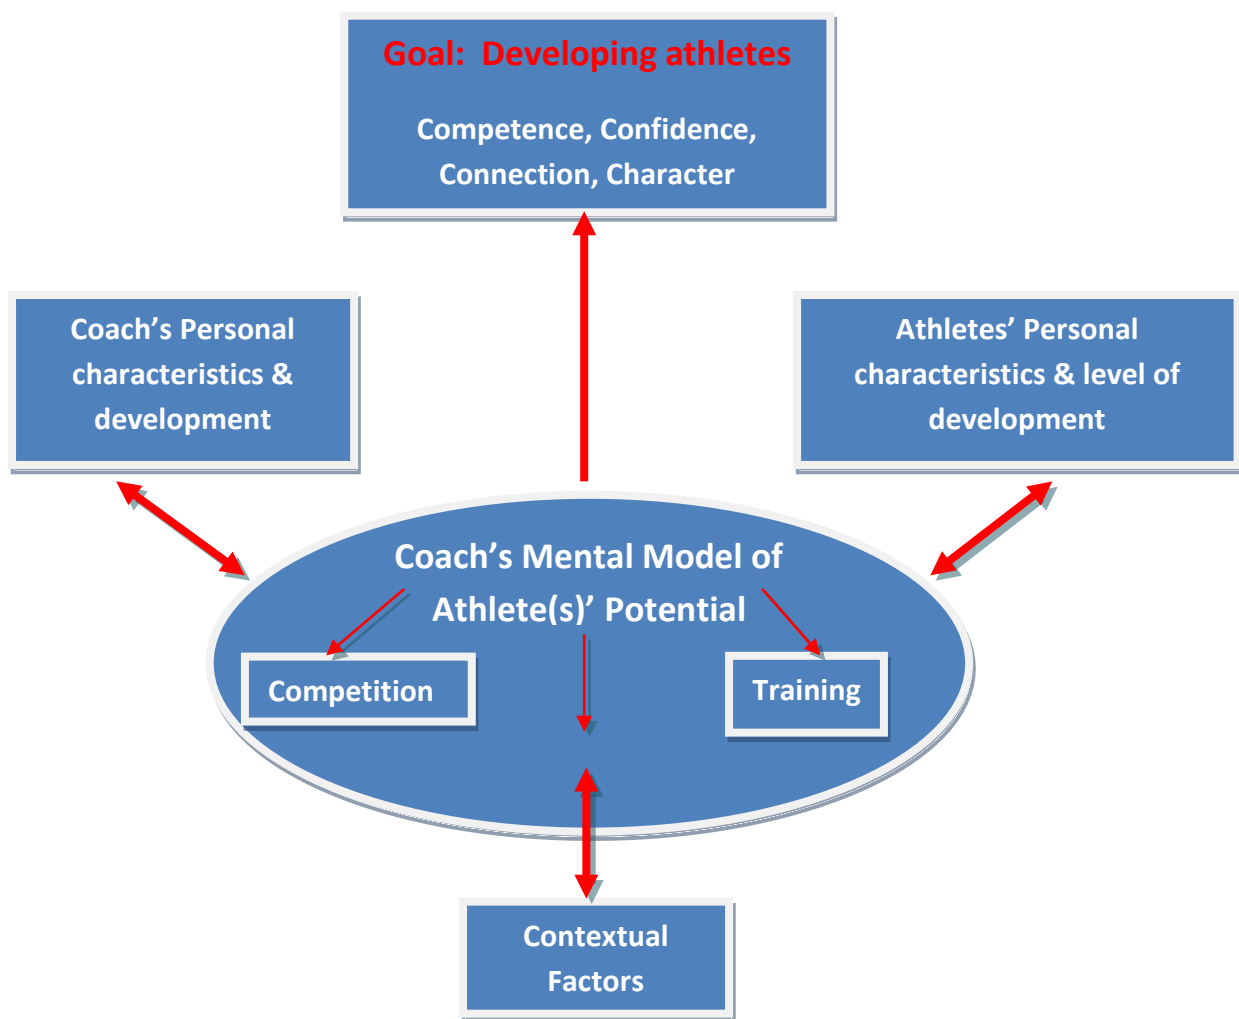 Goal:  Developing athletes
Competence, Confidence,
Connection, Character
Coach’s Personal
characteristics &
development
Athletes’ Personal
characteristics & level of
development
Coach’s Mental Model of
Athlete(s)’ Potential
Competition
Training
Contextual
Factors